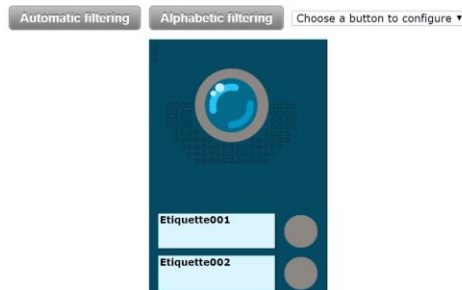 Automatic filtering Alphabetic filtering Choose a button to configure
Etiquette001
Etiquette002